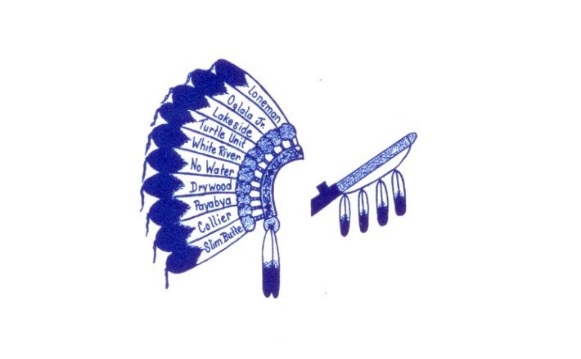 Loneman
Oglala Jr.
Lakeside
Turtle Unit
White River
No Water
Drywood
Payabya
Collier
Slim Butte